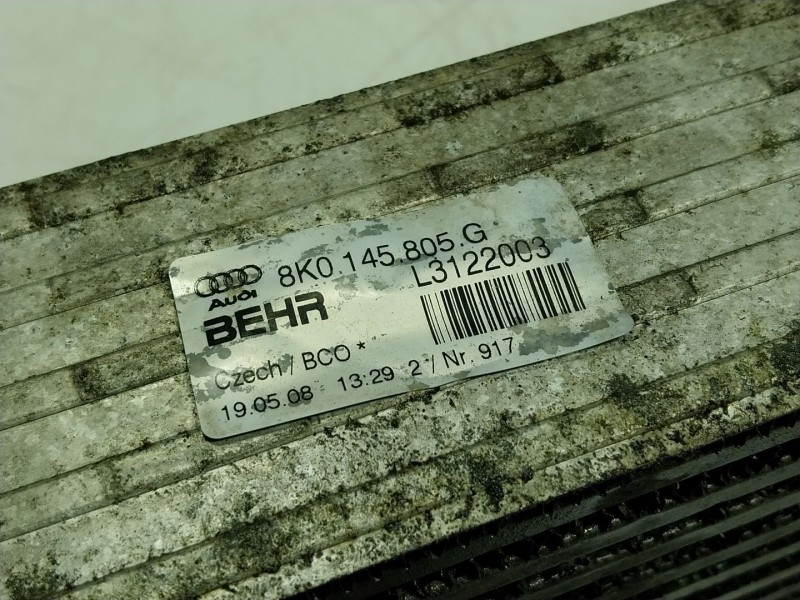 8K0.145.805.G
Audi
L3122003
BEHR
Czech / BCO *
19.05.08 13:29 2 / Nr. 917